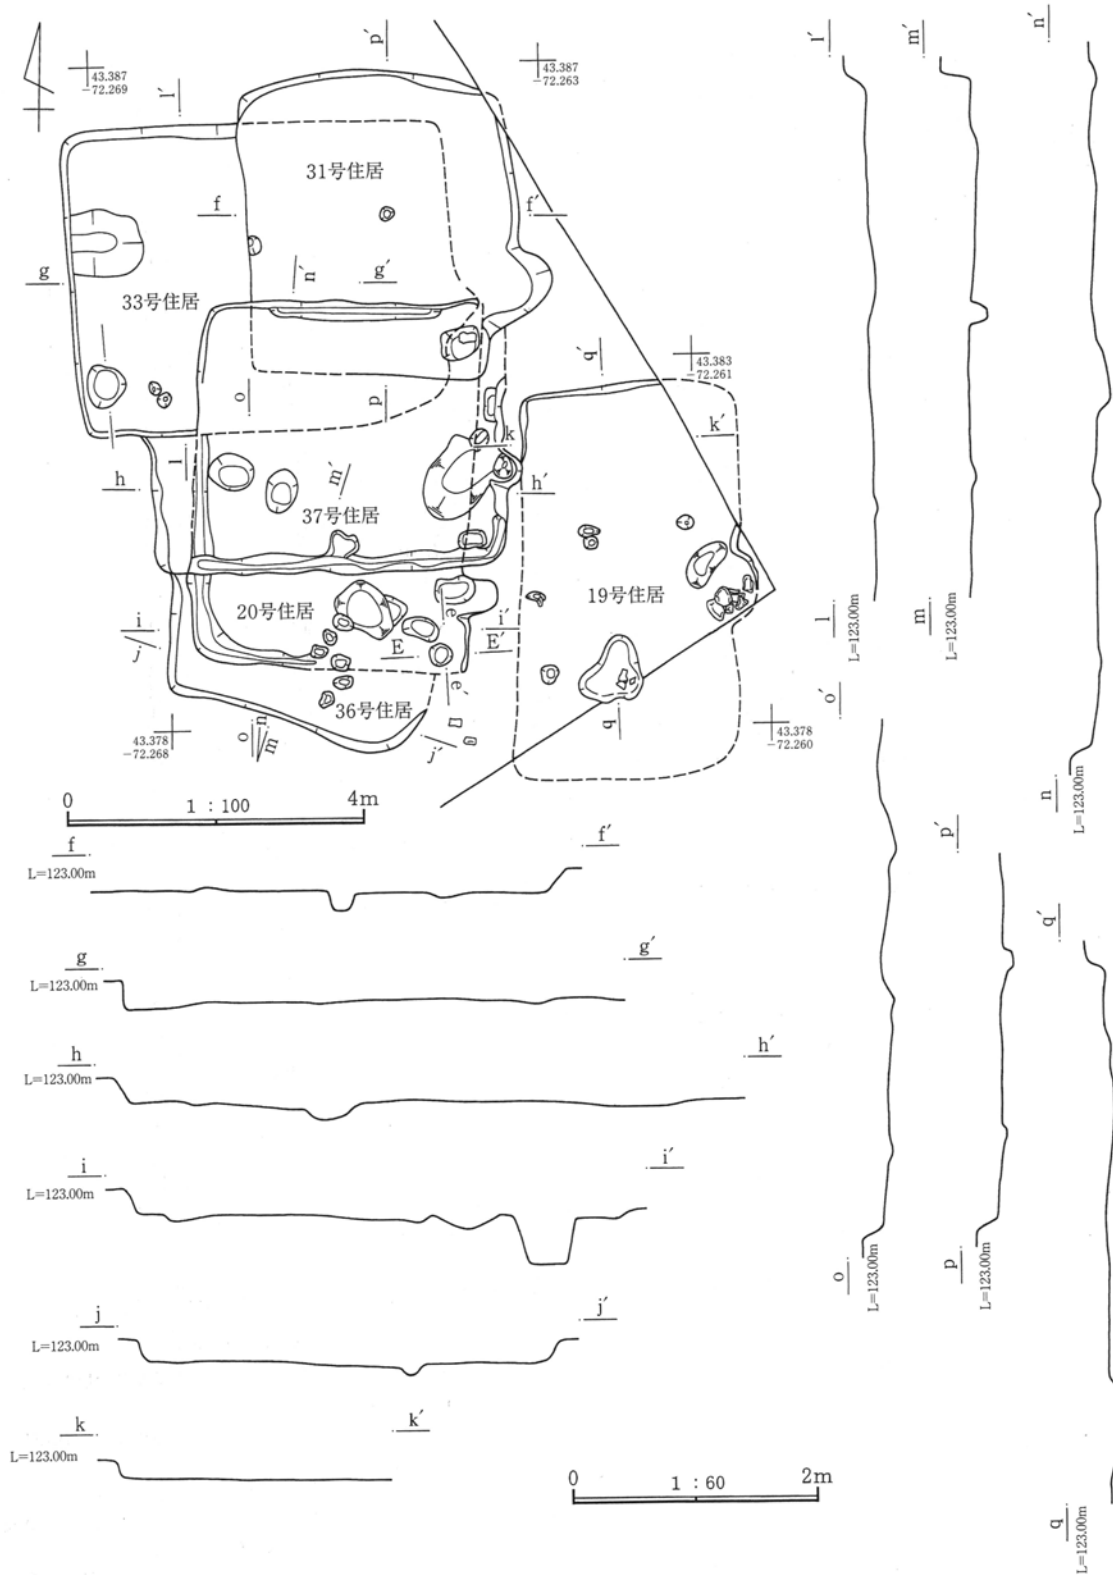 l′
m′
n′
p′
43.387
−72.269
43.387
−72.263
l′
31号住居
f
f′
n′
g′
g
33号住居
q′
43.383
−72.261
o
p
k′
k
l
h
m′
h′
37号住居
20号住居
19号住居
e
i
i′
j
E
E′
e′
36号住居
q
43.378
−72.268
n
o
m
j′
43.378
−72.260
l
L=123.00m
m
L=123.00m
o′
n
L=123.00m
0
1 : 100
4m
f
f′
L=123.00m
p′
q′
g
g′
L=123.00m
h
h′
L=123.00m
i
i′
L=123.00m
o
L=123.00m
p
L=123.00m
j
j′
L=123.00m
k
k′
L=123.00m
0
1 : 60
2m
q
L=123.00m